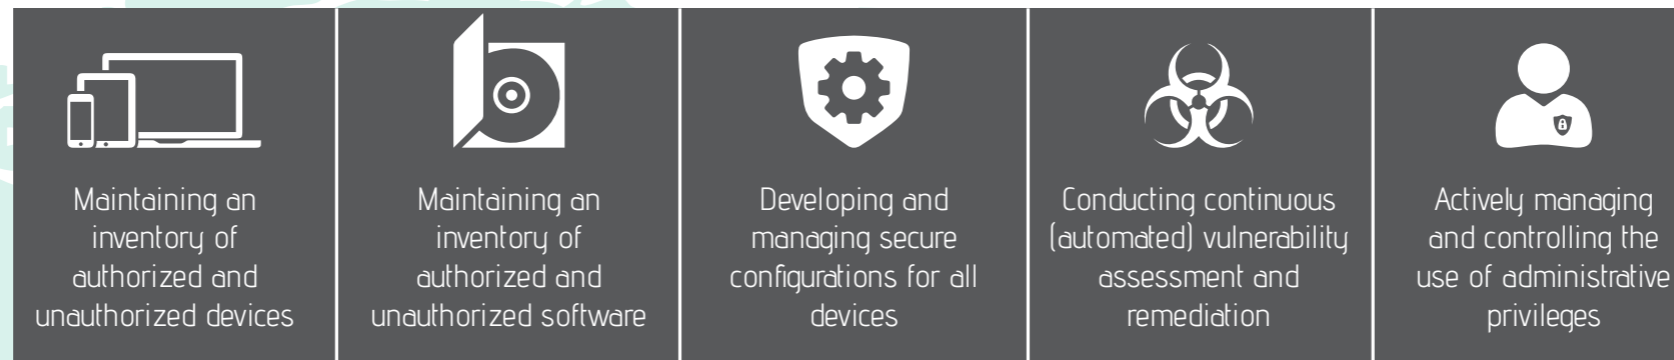 Maintaining an
inventory of
authorized and
unauthorized devices
Maintaining an
inventory of
authorized and
unauthorized software
Developing and
managing secure
configurations for all
devices
Conducting continuous
(automated) vulnerability
assessment and
remediation
Actively managing
and controlling the
use of administrative
privileges